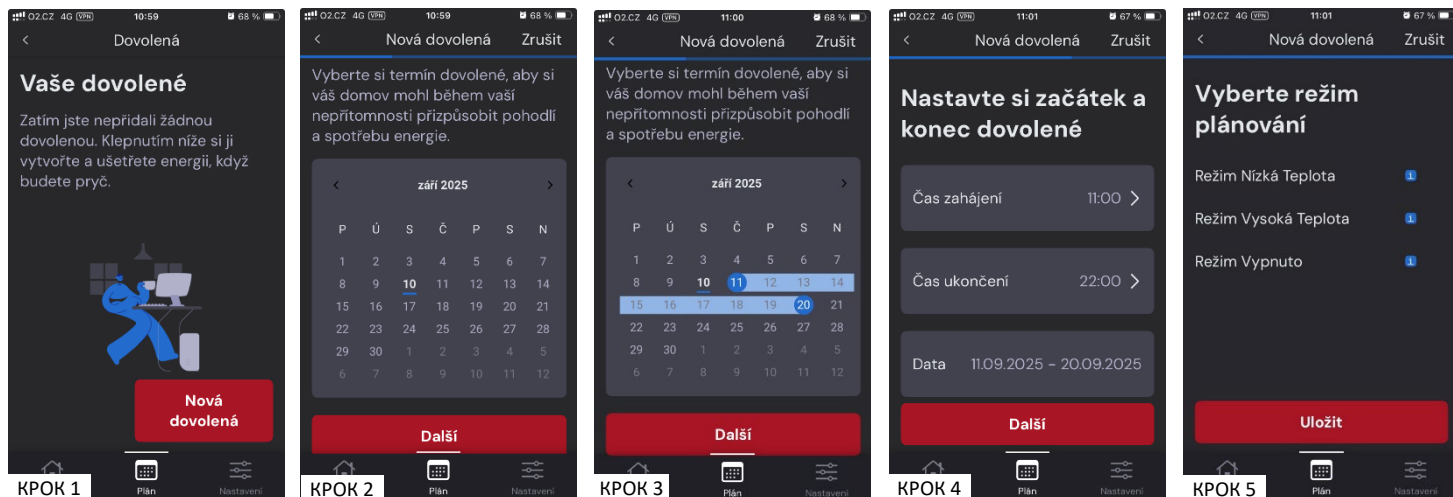 O2.CZ 4G VPN 10:59 68 %
Dovolená
Vaše dovolené
Zatím jste nepřidali žádnou
dovolenou. Klepnutím níže si ji
vytvořte a ušetřete energii, když
budete pryč.
Nová
dovolená
Plán
Nastavení
КРОК 1
O2.CZ 4G VPN 10:59 68 %
Nová dovolená Zrušit
Vyberte si termín dovolené, aby si
váš domov mohl během vaší
nepřítomnosti přizpůsobit pohodlí
a spotřebu energie.
září 2025
P Ú S Č P S N
1 2 3 4 5 6 7
8 9 10 11 12 13 14
15 16 17 18 19 20 21
22 23 24 25 26 27 28
29 30 1 2 3 4 5
6 7 8 9 10 11 12
Další
Plán
Nastavení
КРОК 2
O2.CZ 4G VPN 11:00 68 %
Nová dovolená Zrušit
Vyberte si termín dovolené, aby si
váš domov mohl během vaší
nepřítomnosti přizpůsobit pohodlí
a spotřebu energie.
září 2025
P Ú S Č P S N
1 2 3 4 5 6 7
8 9 10 11 12 13 14
15 16 17 18 19 20 21
22 23 24 25 26 27 28
29 30 1 2 3 4 5
6 7 8 9 10 11 12
Další
Plán
Nastavení
КРОК 3
O2.CZ 4G VPN 11:01 67 %
Nová dovolená Zrušit
Nastavte si začátek a
konec dovolené
Čas zahájení 11:00
Čas ukončení 22:00
Data 11.09.2025 - 20.09.2025
Další
Plán
Nastavení
КРОК 4
O2.CZ 4G VPN 11:01 67 %
Nová dovolená Zrušit
Vyberte režim
plánování
Režim Nízká Teplota i
Režim Vysoká Teplota i
Režim Vypnuto i
Uložit
Plán
Nastavení
КРОК 5